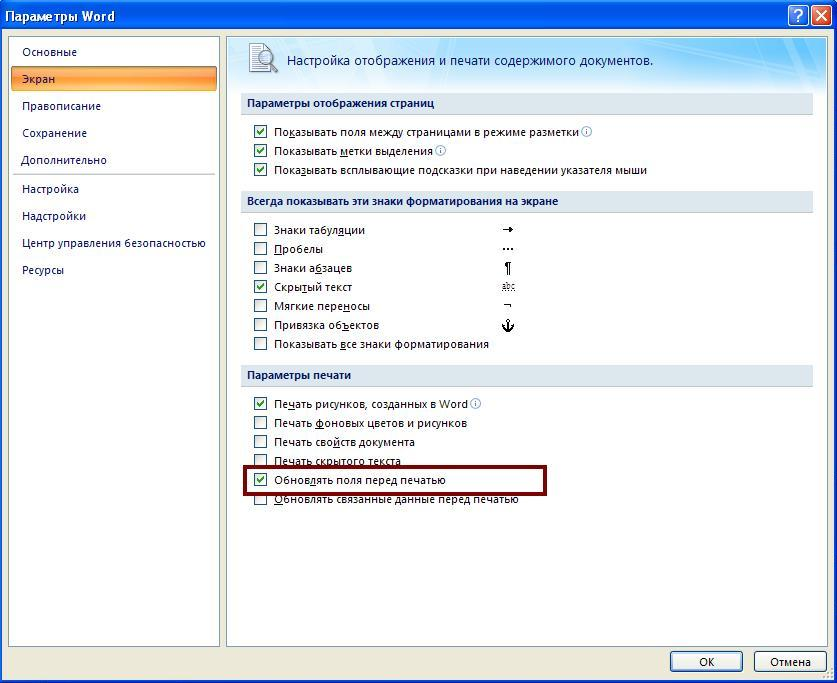 Параметры Word
Основные
Экран
Правописание
Сохранение
Дополнительно
Настройка
Надстройки
Центр управления безопасностью
Ресурсы
Настройка отображения и печати содержимого документов.
Параметры отображения страниц
Показывать поля между страницами в режиме разметки
Показывать метки выделения
Показывать всплывающие подсказки при наведении указателя мыши
Всегда показывать эти знаки форматирования на экране
Знаки табуляции →
Пробелы ···
Знаки абзацев ¶
Скрытый текст abc
Мягкие переносы ¬
Привязка объектов
Показывать все знаки форматирования
Параметры печати
Печать рисунков, созданных в Word
Печать фоновых цветов и рисунков
Печать свойств документа
Печать скрытого текста
Обновлять поля перед печатью
Обновлять связанные данные перед печатью
ОК Отмена